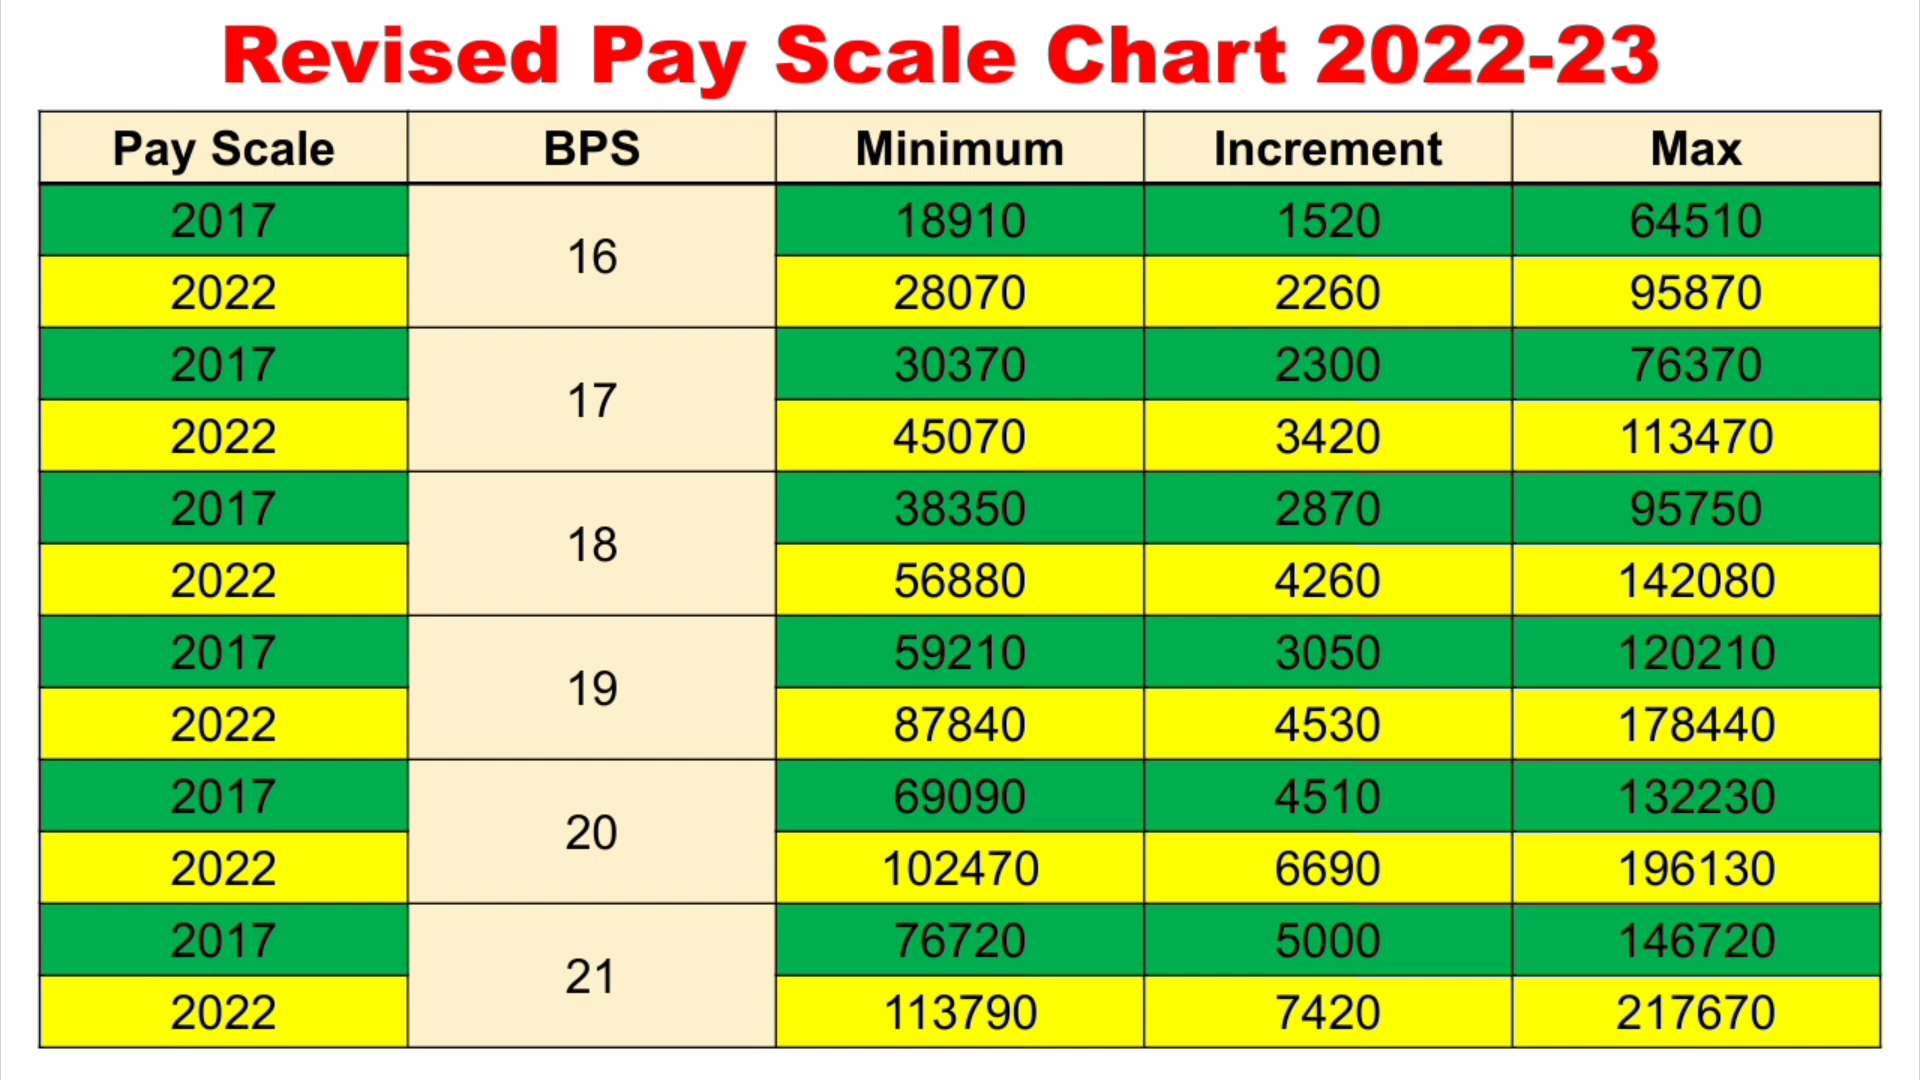 Revised Pay Scale Chart 2022-23
Pay Scale BPS Minimum Increment Max
2017 16 18910 1520 64510
2022 28070 2260 95870
2017 17 30370 2300 76370
2022 45070 3420 113470
2017 18 38350 2870 95750
2022 56880 4260 142080
2017 19 59210 3050 120210
2022 87840 4530 178440
2017 20 69090 4510 132230
2022 102470 6690 196130
2017 21 76720 5000 146720
2022 113790 7420 217670